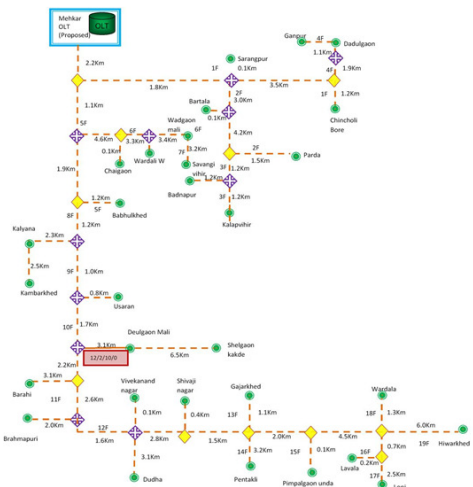 Mehkar
OLT
(Proposed)
OLT
2.2Km
Ganpur
4F
Dadulgaon
1.1Km
Sarangpur
1F
0.1Km
4F
1.9Km
1.8Km
3.5Km
1.1Km
2F
3.0Km
1F
1.2Km
Bartala
0.1Km
Chincholi
Bore
5F
4.6Km
6F
3.3Km
3.4Km
Wadgaon
mali
6F
3.2Km
4.2Km
0.1Km
Wardali W
7F
Savangi
vihir
2F
1.5Km
Parda
Chaigaon
3F
1.2Km
1.9Km
Badnapur
1.2Km
3F
1.2Km
1.2Km
5F
Babhulkhed
Kalapvihir
8F
1.2Km
Kalyana
2.3Km
2.5Km
9F
1.0Km
Kambarkhed
0.8Km
Usaran
10F
1.7Km
Deulgaon Mali
3.1Km
Shelgaon
kakde
12/2/10/0
6.5Km
2.2Km
3.1Km
Barahi
Vivekanand
nagar
Shivaji
nagar
Gajarkhed
Wardala
11F
2.6Km
0.1Km
0.4Km
13F
1.1Km
18F
1.3Km
Brahmapuri
2.0Km
12F
1.6Km
2.8Km
1.5Km
2.0Km
4.5Km
6.0Km
19F
Hiwarkhed
3.1Km
14F
3.2Km
15F
0.1Km
0.7Km
16F
0.2Km
Lavala
Dudha
Pentakli
Pimpalgaon unda
17F
2.5Km